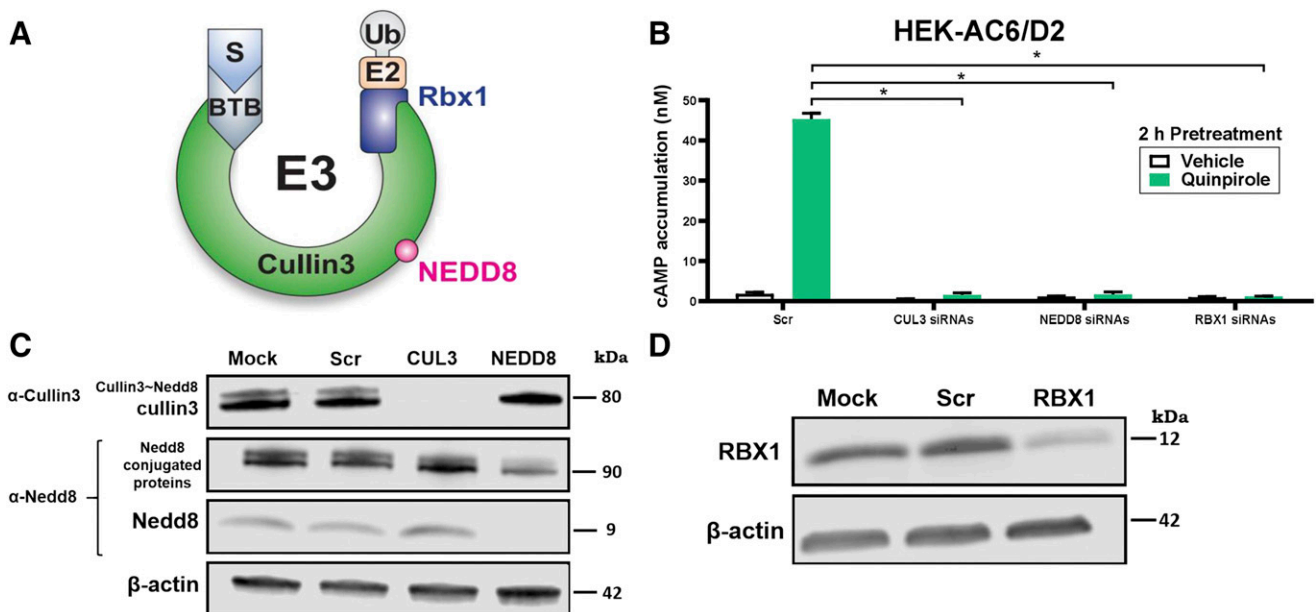 A
S
BTB
Ub
E2
Rbx1
E3
Cullin3
NEDD8
B
HEK-AC6/D2
*
*
*
cAMP accumulation (nM)
50
40
30
20
10
0
2 h Pretreatment
Vehicle
Quinpirole
Scr
CUL3 siRNAs
NEDD8 siRNAs
RBX1 siRNAs
C
Mock Scr CUL3 NEDD8 kDa
α-Cullin3
Cullin3~Nedd8
cullin3
80
α-Nedd8
Nedd8
conjugated
proteins
90
Nedd8
9
β-actin
42
D
Mock Scr RBX1 kDa
RBX1
12
β-actin
42